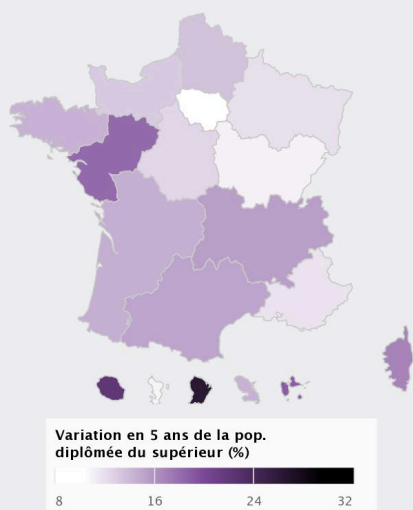 Variation en 5 ans de la pop.
diplômée du supérieur (%)
8 16 24 32